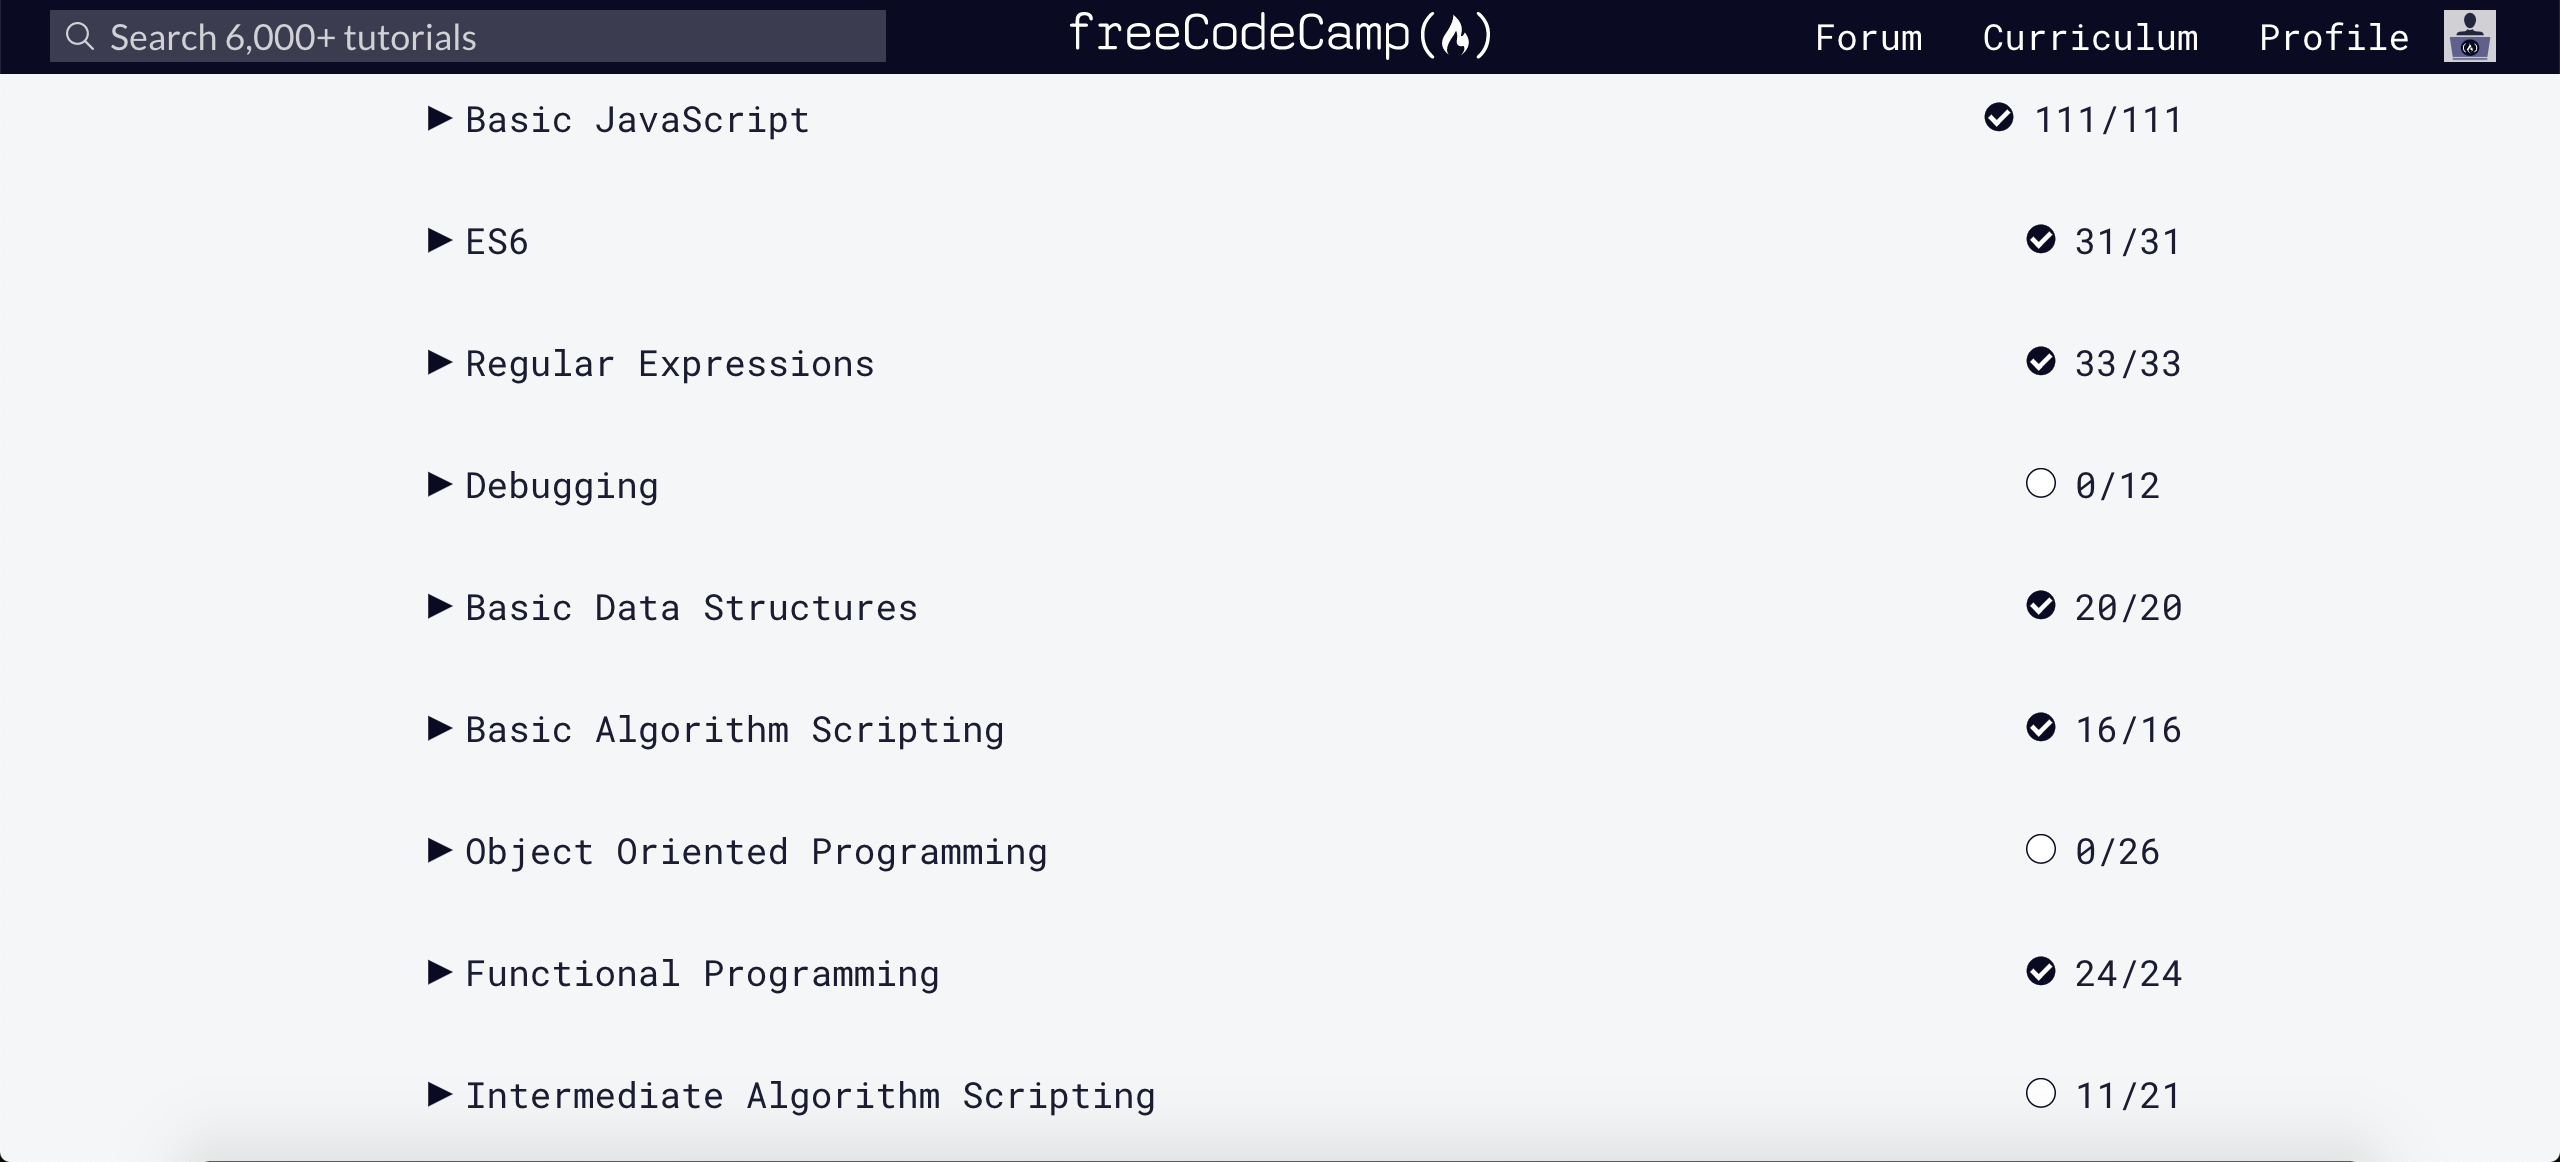 Search 6,000+ tutorials
freeCodeCamp
Forum Curriculum Profile
Basic JavaScript 111/111
ES6 31/31
Regular Expressions 33/33
Debugging 0/12
Basic Data Structures 20/20
Basic Algorithm Scripting 16/16
Object Oriented Programming 0/26
Functional Programming 24/24
Intermediate Algorithm Scripting 11/21